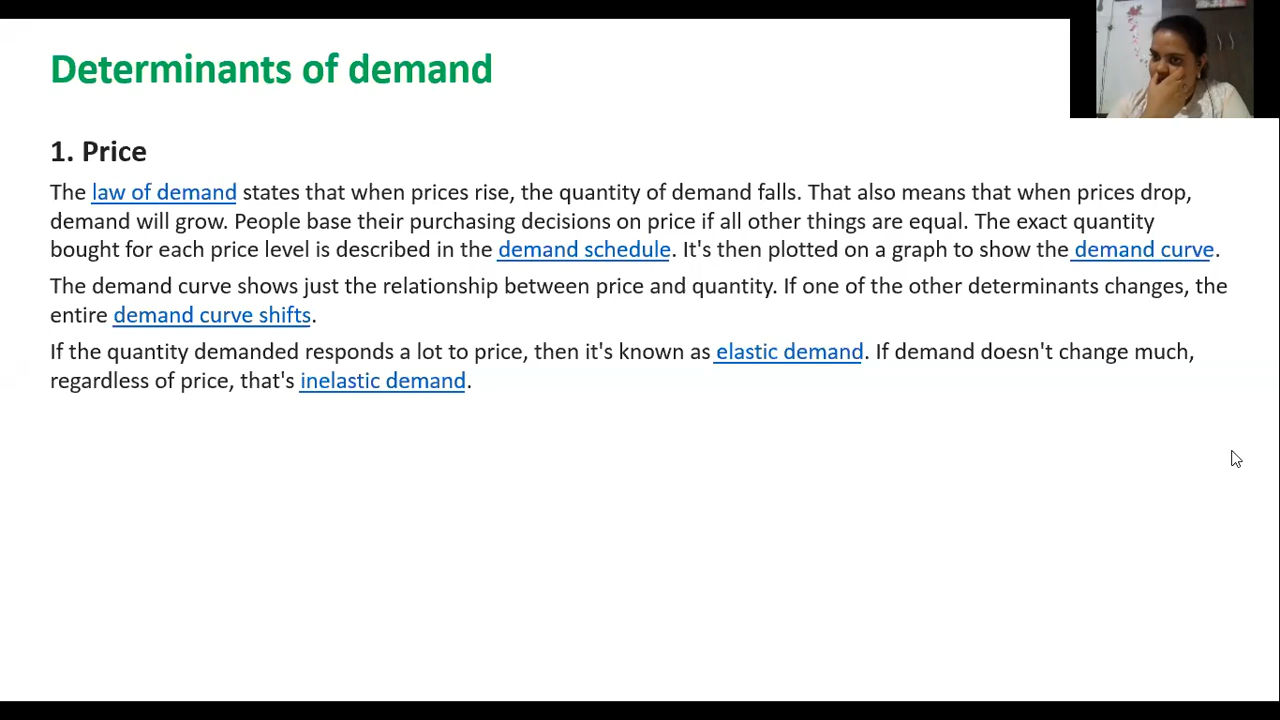 Determinants of demand
1. Price
The law of demand states that when prices rise, the quantity of demand falls. That also means that when prices drop,
demand will grow. People base their purchasing decisions on price if all other things are equal. The exact quantity
bought for each price level is described in the demand schedule. It's then plotted on a graph to show the demand curve.
The demand curve shows just the relationship between price and quantity. If one of the other determinants changes, the
entire demand curve shifts.
If the quantity demanded responds a lot to price, then it's known as elastic demand. If demand doesn't change much,
regardless of price, that's inelastic demand.